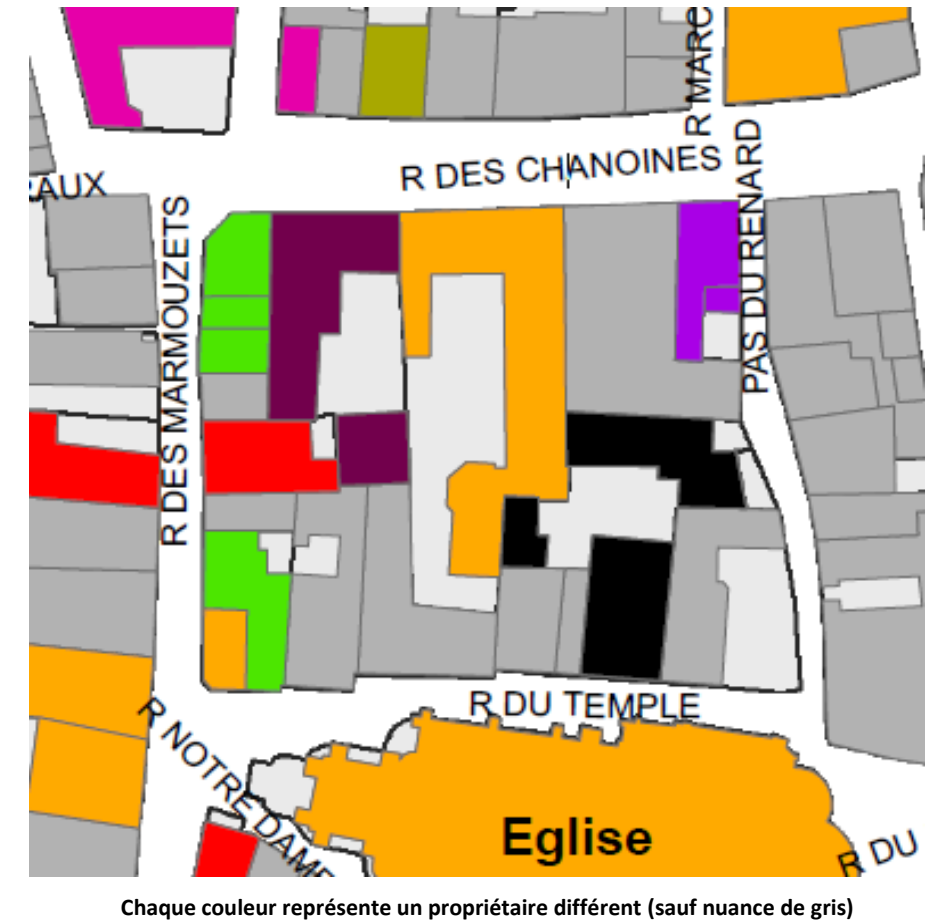 R MARC
R DES CHANOINES
RAUX
PAS DU RENARD
R DES MARMOUZETS
R DU TEMPLE
R NOTRE DAME
Eglise
R DU
Chaque couleur représente un propriétaire différent (sauf nuance de gris)